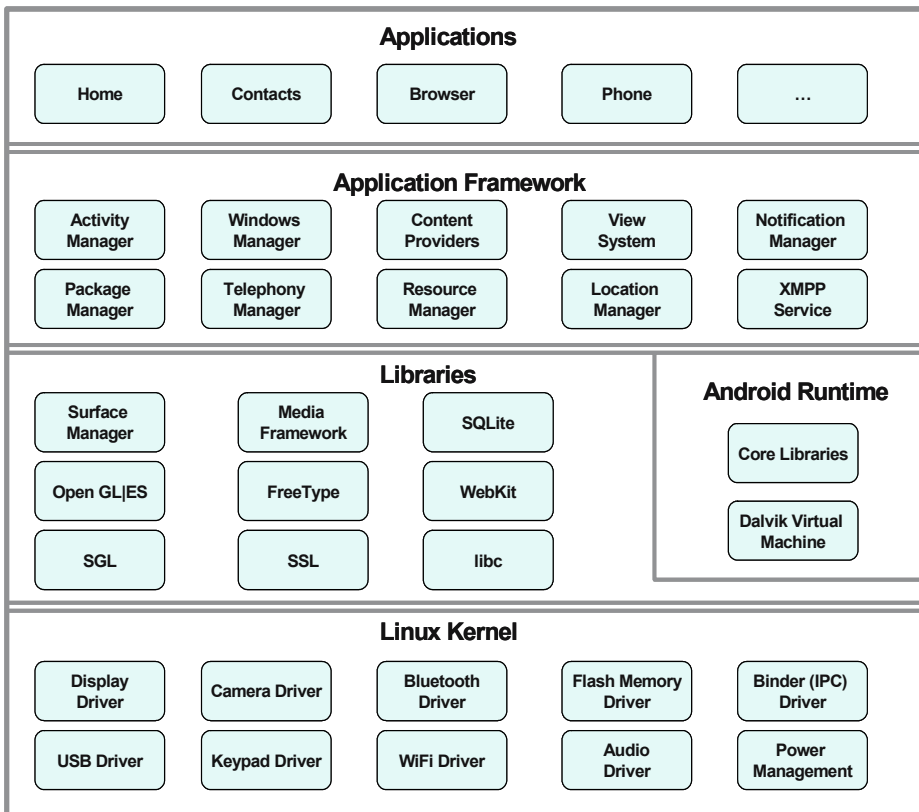 Applications
Home
Contacts
Browser
Phone
...
Application Framework
Activity
Manager
Windows
Manager
Content
Providers
View
System
Notification
Manager
Package
Manager
Telephony
Manager
Resource
Manager
Location
Manager
XMPP
Service
Libraries
Surface
Manager
Media
Framework
SQLite
Open GL|ES
FreeType
WebKit
SGL
SSL
libc
Android Runtime
Core Libraries
Dalvik Virtual
Machine
Linux Kernel
Display
Driver
Camera Driver
Bluetooth
Driver
Flash Memory
Driver
Binder (IPC)
Driver
USB Driver
Keypad Driver
WiFi Driver
Audio
Driver
Power
Management